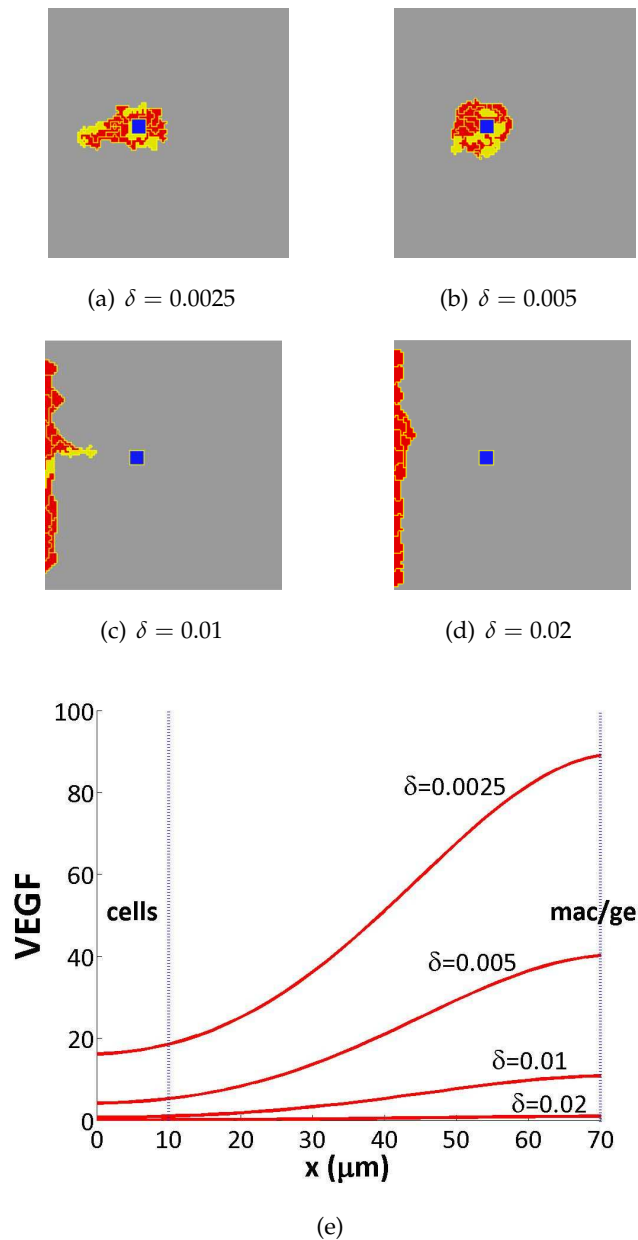 (a) δ = 0.0025
(b) δ = 0.005
(c) δ = 0.01
(d) δ = 0.02
100
80
60
40
20
0
VEGF
cells
mac/ge
δ=0.0025
δ=0.005
δ=0.01
δ=0.02
0 10 20 30 40 50 60 70
x (μm)
(e)